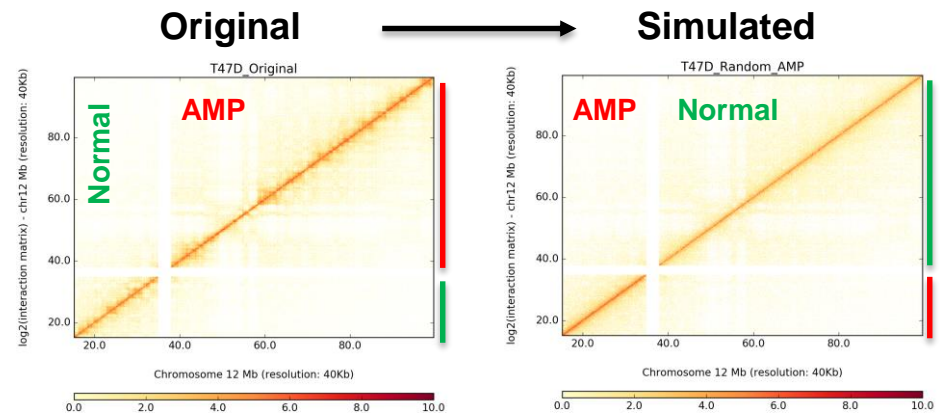 Original
Simulated
T47D_Original
Normal
AMP
log2(interaction matrix) - chr12 Mb (resolution: 40Kb)
80.0
60.0
40.0
20.0
20.0 40.0 60.0 80.0
Chromosome 12 Mb (resolution: 40Kb)
0.0 2.0 4.0 6.0 8.0 10.0
T47D_Random_AMP
AMP Normal
log2(interaction matrix) - chr12 Mb (resolution: 40Kb)
80.0
60.0
40.0
20.0
20.0 40.0 60.0 80.0
Chromosome 12 Mb (resolution: 40Kb)
0.0 2.0 4.0 6.0 8.0 10.0